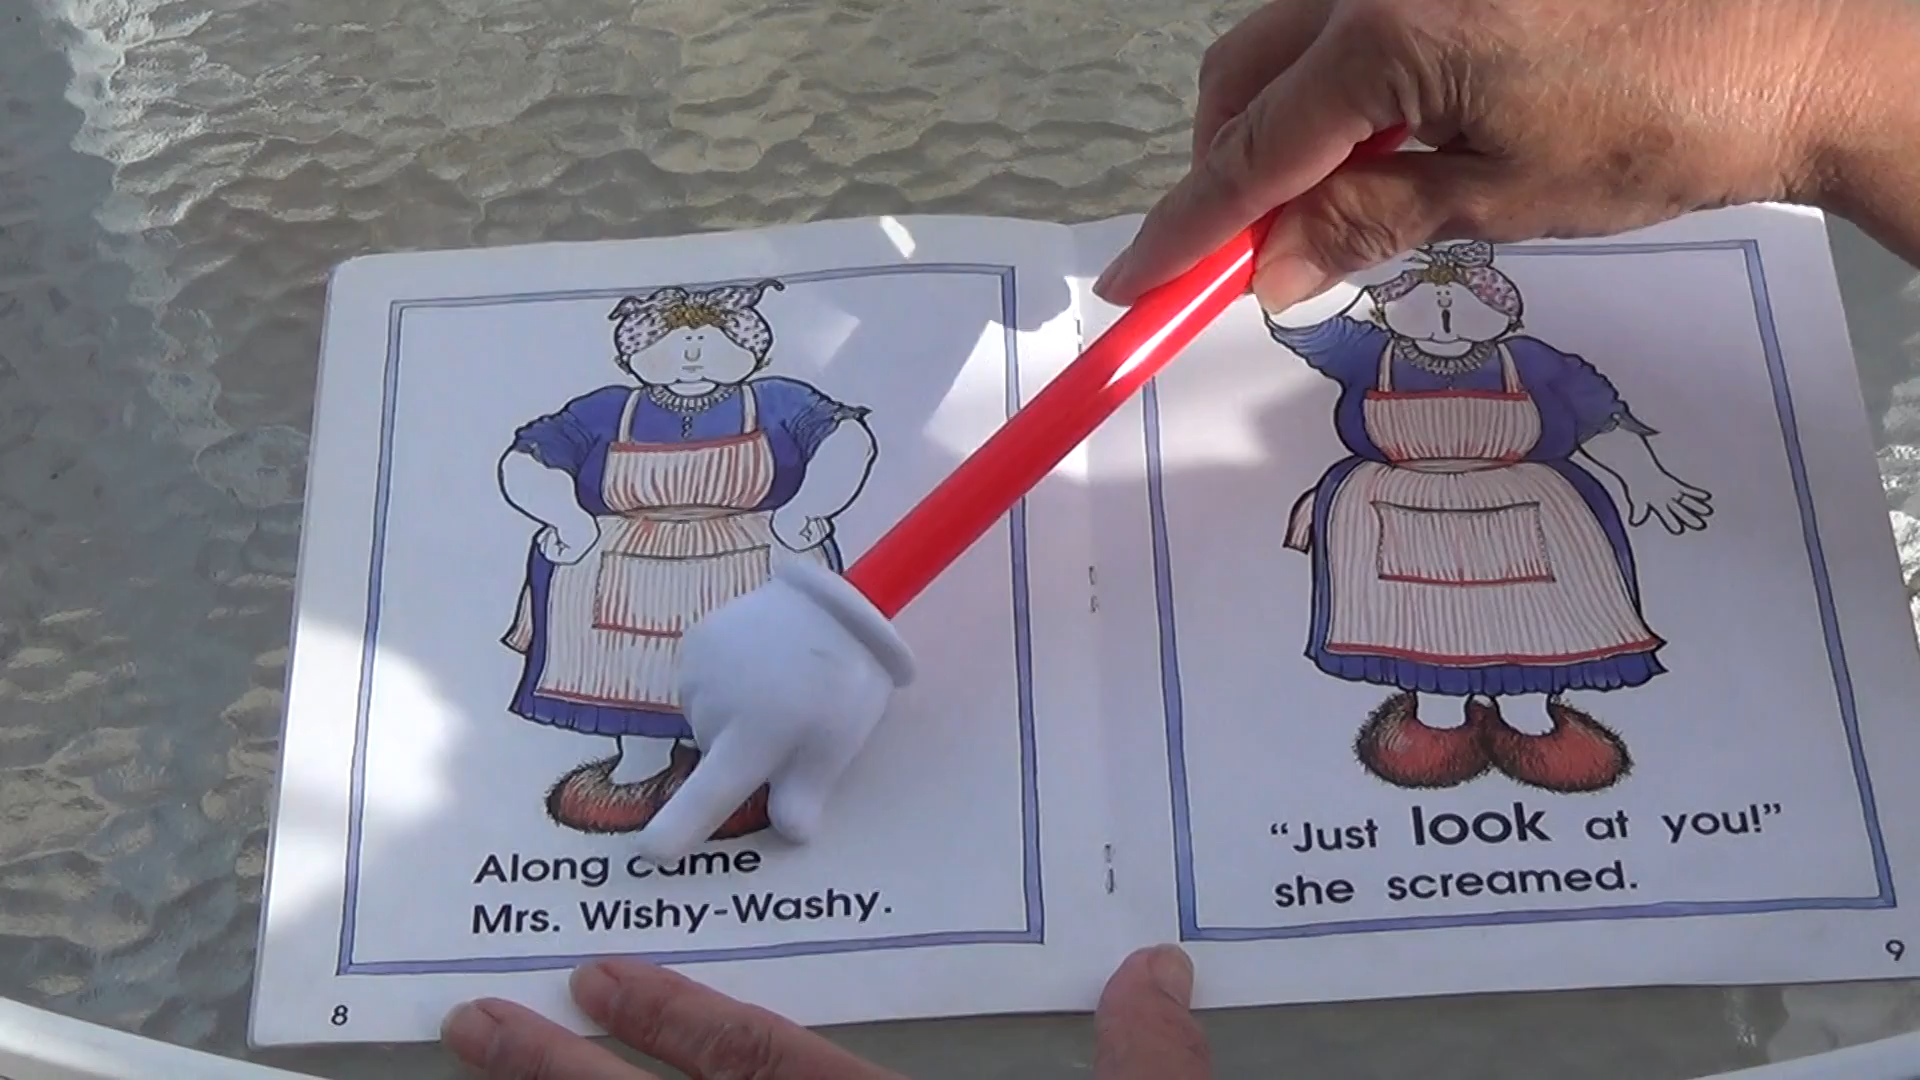 Along came
Mrs. Wishy-Washy.
8
“Just look at you!”
she screamed.
9